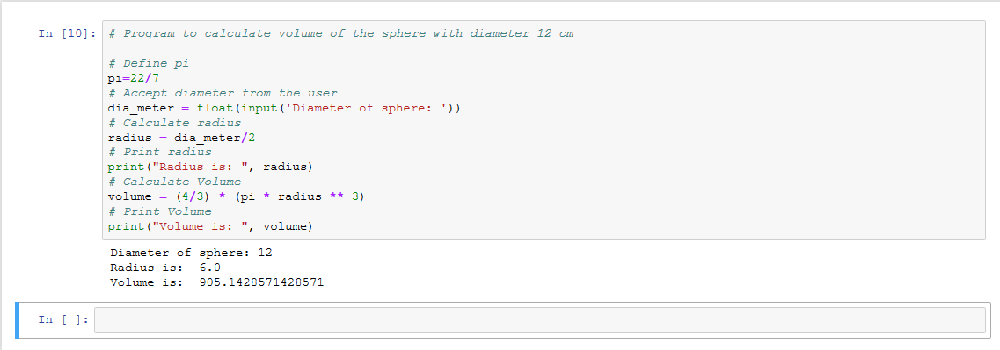 In [10]: # Program to calculate volume of the sphere with diameter 12 cm
# Define pi
pi=22/7
# Accept diameter from the user
dia_meter = float(input('Diameter of sphere: '))
# Calculate radius
radius = dia_meter/2
# Print radius
print("Radius is: ", radius)
# Calculate Volume
volume = (4/3) * (pi * radius ** 3)
# Print Volume
print("Volume is: ", volume)
Diameter of sphere: 12
Radius is:  6.0
Volume is:  905.1428571428571
In [ ]: